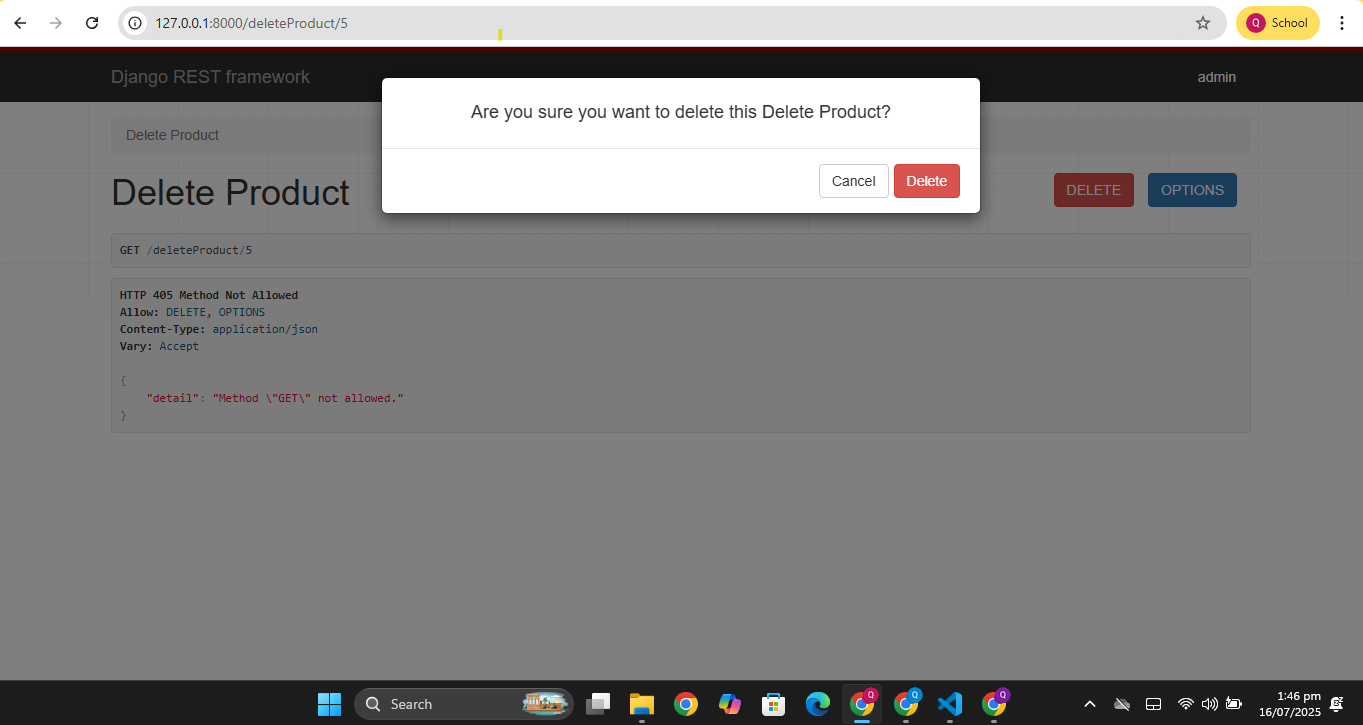 127.0.0.1:8000/deleteProduct/5
Q School
Django REST framework
admin
Are you sure you want to delete this Delete Product?
Cancel Delete
Delete Product
Delete Product
DELETE OPTIONS
GET /deleteProduct/5
HTTP 405 Method Not Allowed
Allow: DELETE, OPTIONS
Content-Type: application/json
Vary: Accept
{
"detail": "Method \"GET\" not allowed."
}
Search
Q
Q
Q
1:46 pm
16/07/2025